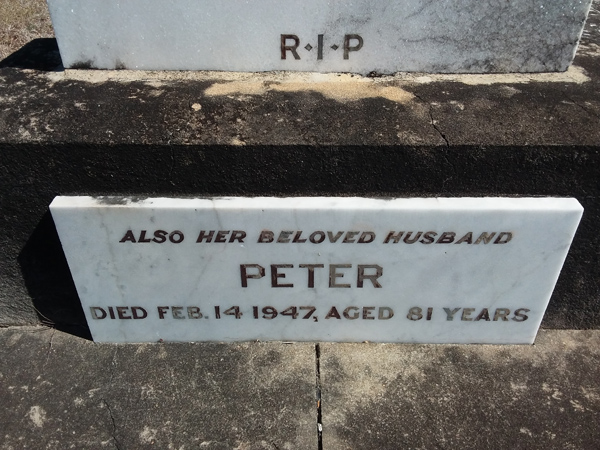 R·I·P
ALSO HER BELOVED HUSBAND
PETER
DIED FEB. 14 1947, AGED 81 YEARS